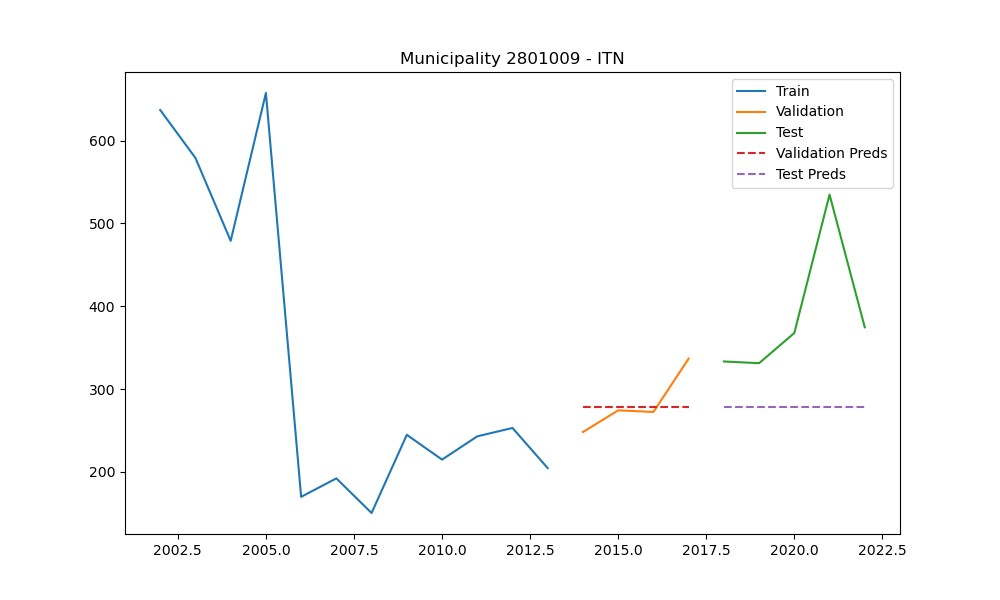 Municipality 2801009 - ITN
Train
Validation
Test
Validation Preds
Test Preds
600
500
400
300
200
2002.5 2005.0 2007.5 2010.0 2012.5 2015.0 2017.5 2020.0 2022.5